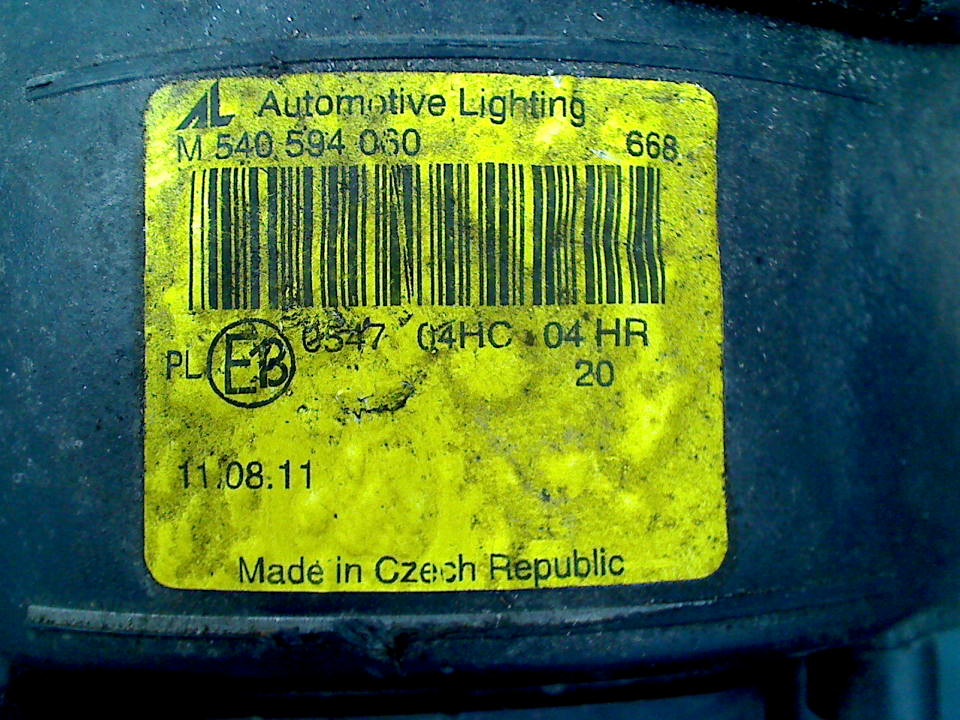 AL Automotive Lighting
M 540 594 060 668
PL 0547 04HC 04 HR
20
11.08.11
Made in Czech Republic